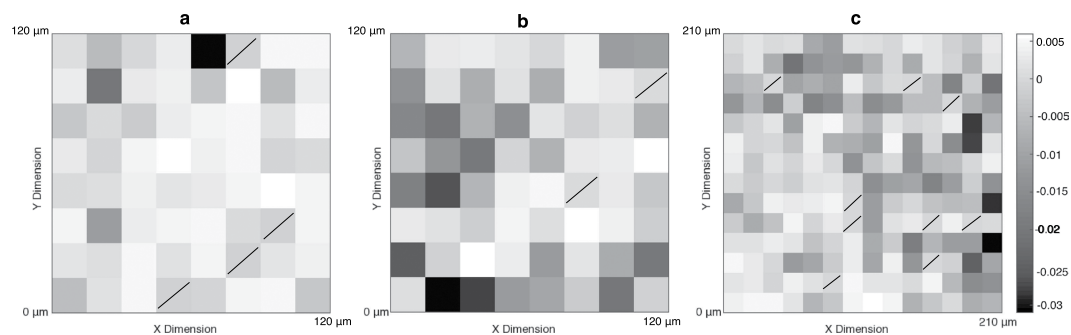 a
b
c
120 µm
120 µm
210 µm
Y Dimension
Y Dimension
Y Dimension
0 µm
0 µm
0 µm
X Dimension
X Dimension
X Dimension
120 µm
120 µm
210 µm
0.005
0
-0.005
-0.01
-0.015
-0.02
-0.025
-0.03